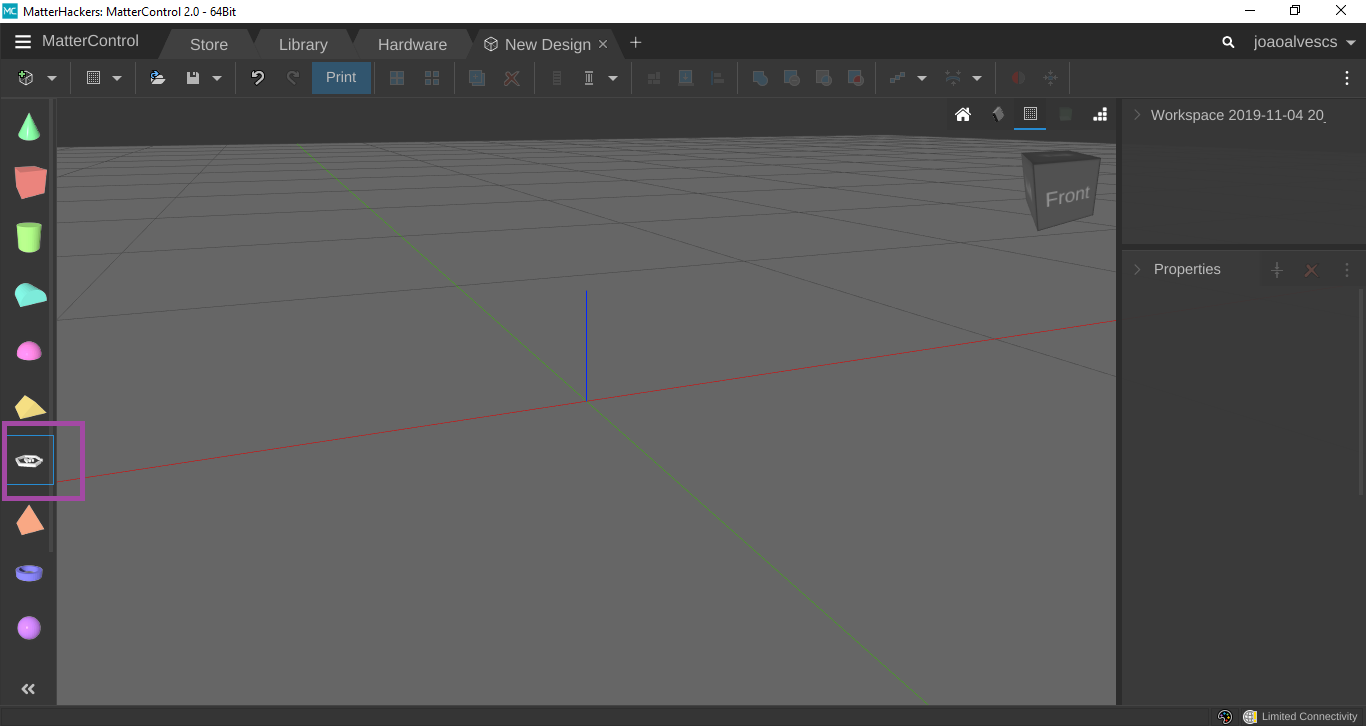 MC MatterHackers: MatterControl 2.0 - 64Bit
MatterControl
Store
Library
Hardware
New Design
joaoalvescs
Print
Workspace 2019-11-04 20_
Front
Properties
Limited Connectivity